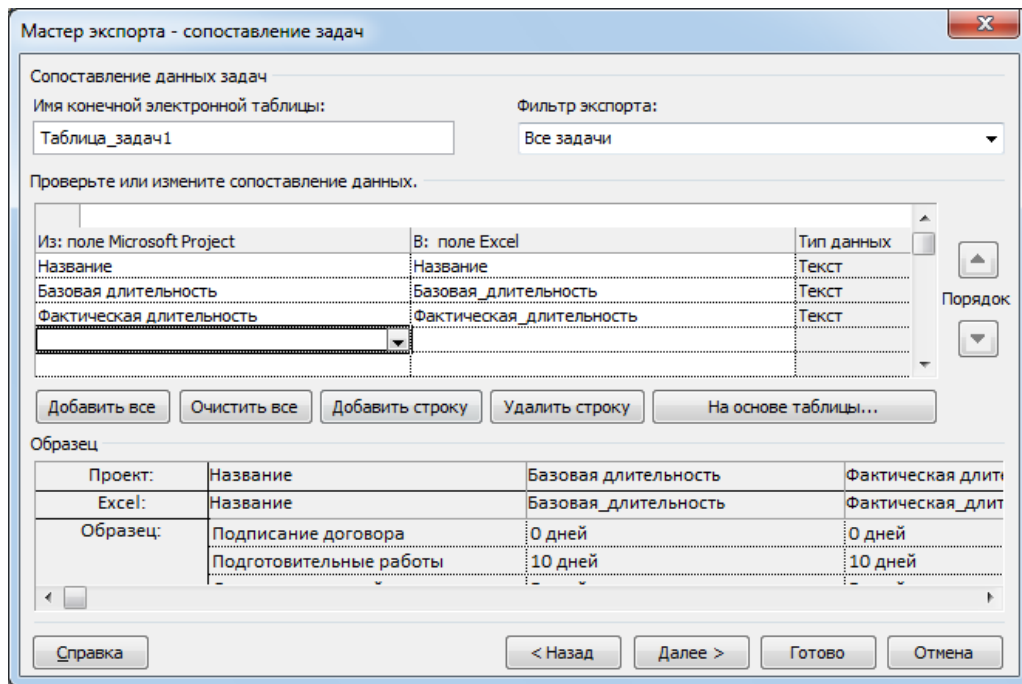 Мастер экспорта - сопоставление задач
Сопоставление данных задач
Имя конечной электронной таблицы: Фильтр экспорта:
Таблица_задач1 Все задачи
Проверьте или измените сопоставление данных.
Из: поле Microsoft Project В: поле Excel Тип данных
Название Название Текст
Базовая длительность Базовая_длительность Текст
Фактическая длительность Фактическая_длительность Текст
Порядок
Добавить все Очистить все Добавить строку Удалить строку На основе таблицы...
Образец
Проект: Название Базовая длительность Фактическая длит
Excel: Название Базовая_длительность Фактическая_длит
Образец: Подписание договора 0 дней 0 дней
Подготовительные работы 10 дней 10 дней
Справка < Назад Далее > Готово Отмена